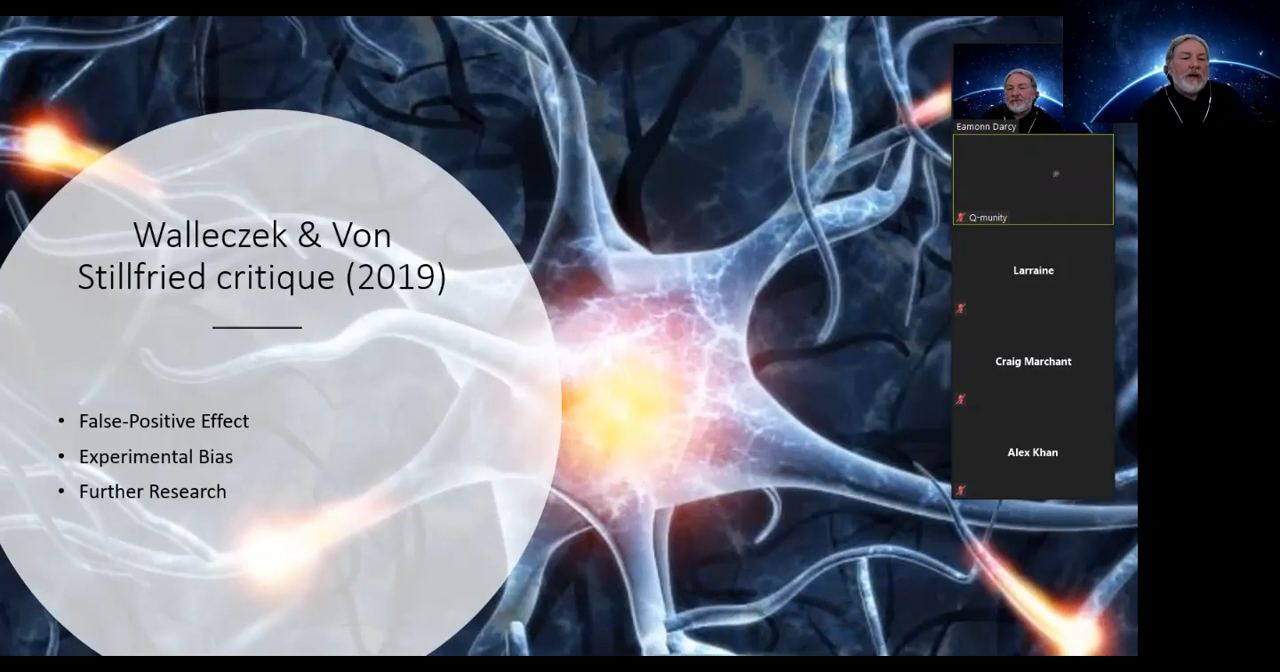 Walleczek & Von
Stillfried critique (2019)
• False-Positive Effect
• Experimental Bias
• Further Research
Eamonn Darcy
Q-munity
Larraine
Craig Marchant
Alex Khan